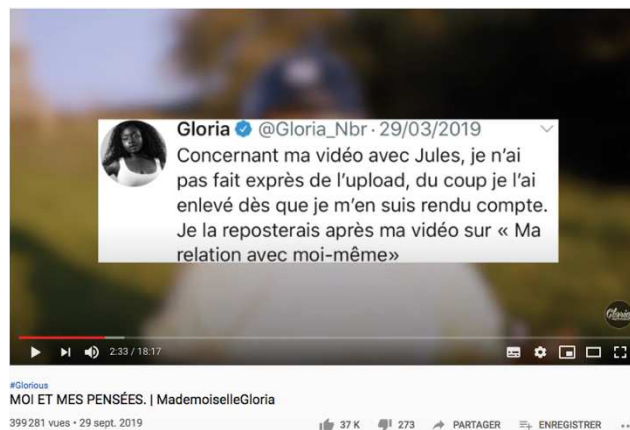 Gloria @Gloria_Nbr · 29/03/2019
Concernant ma vidéo avec Jules, je n'ai
pas fait exprès de l'upload, du coup je l'ai
enlevé dès que je m'en suis rendu compte.
Je la reposterais après ma vidéo sur « Ma
relation avec moi-même»
Gloria
2:33 / 18:17
#Glorious
MOI ET MES PENSÉES. | MademoiselleGloria
399 281 vues • 29 sept. 2019 37 K 273 PARTAGER ENREGISTRER